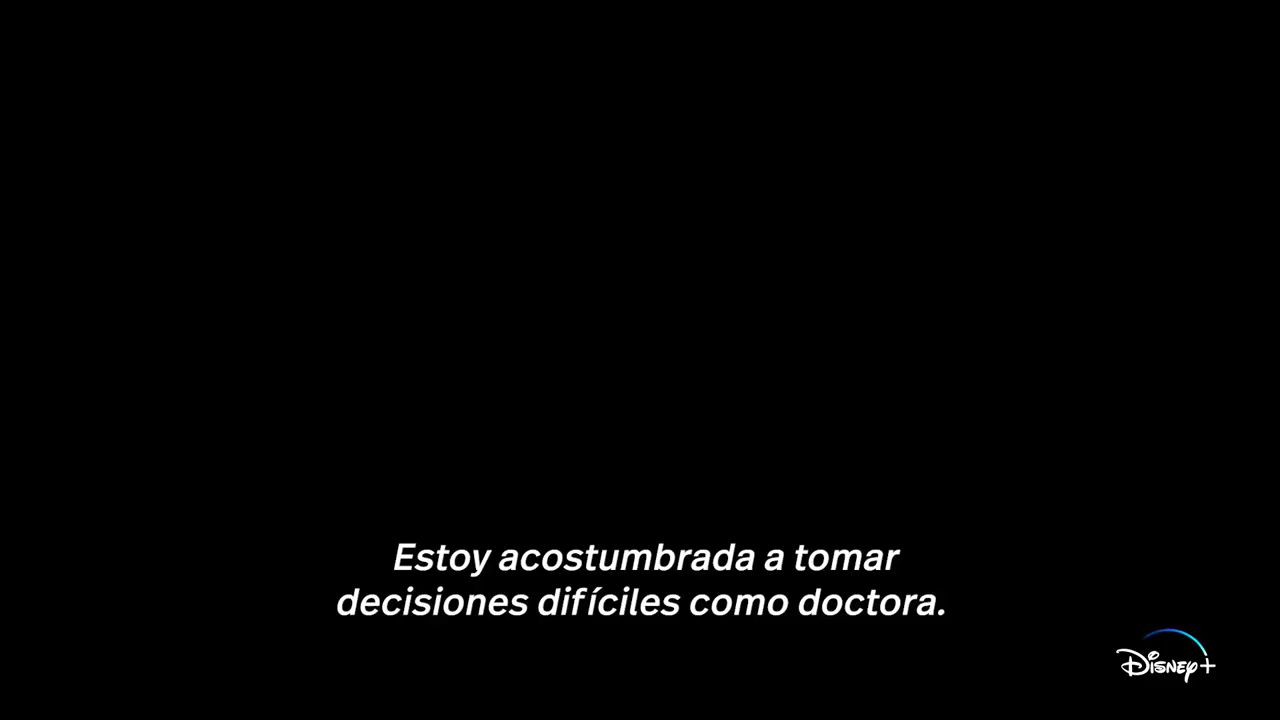 Estoy acostumbrada a tomar
decisiones difíciles como doctora.
Disney+